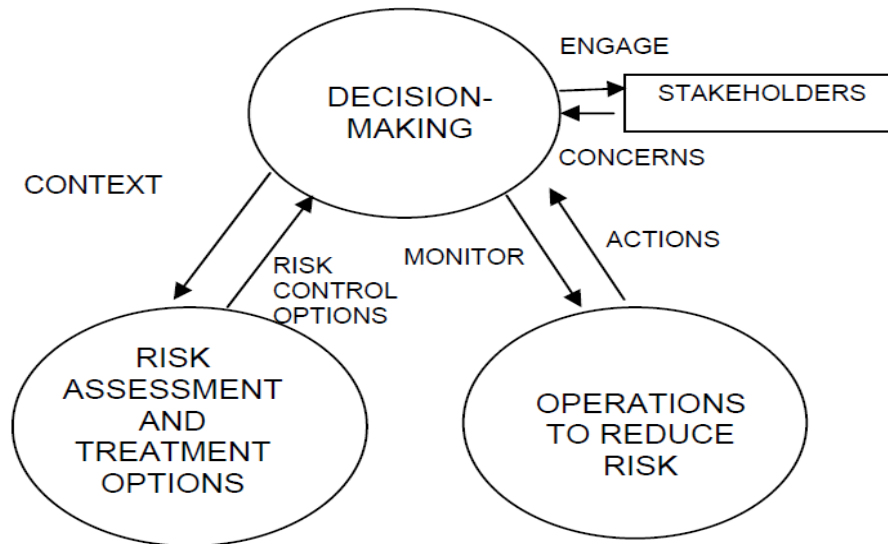 ENGAGE
DECISION-
MAKING
STAKEHOLDERS
CONCERNS
CONTEXT
MONITOR
ACTIONS
RISK
CONTROL
OPTIONS
RISK
ASSESSMENT
AND
TREATMENT
OPTIONS
OPERATIONS
TO REDUCE
RISK